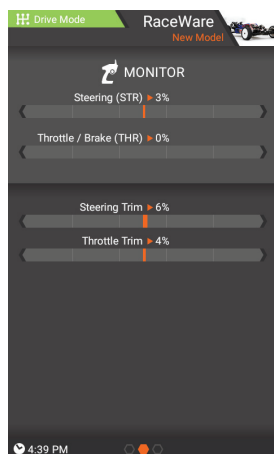 Drive Mode
RaceWare
New Model
MONITOR
Steering (STR) ▸ 3%
Throttle / Brake (THR) ▸ 0%
Steering Trim ▸ 6%
Throttle Trim ▸ 4%
4:39 PM